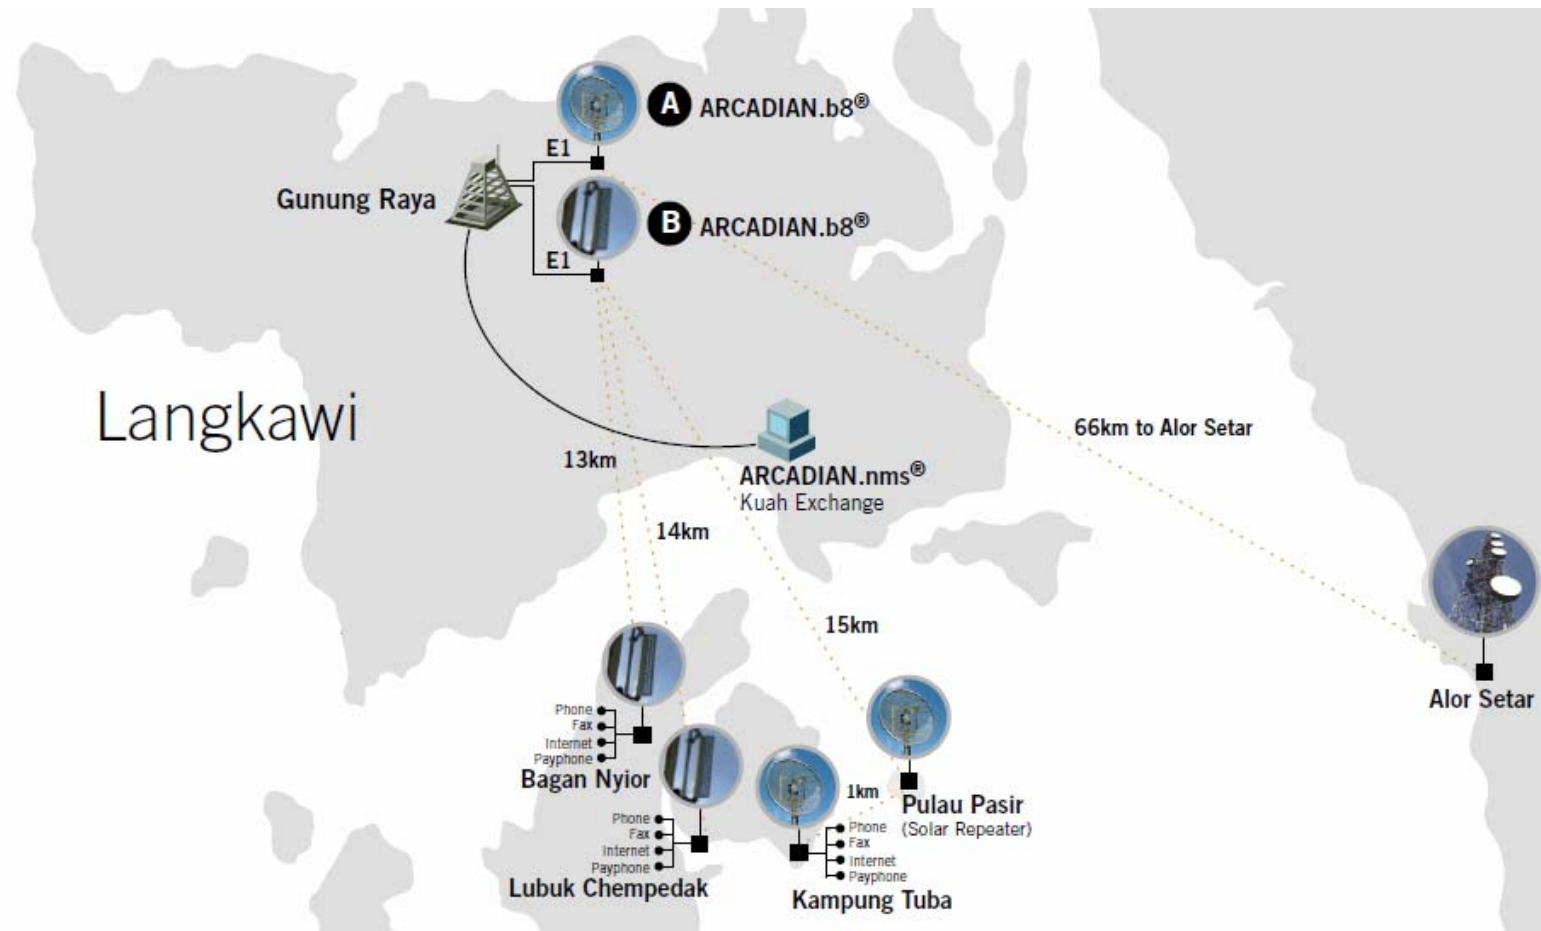 A ARCADIAN.b8®
E1
Gunung Raya
B ARCADIAN.b8®
E1
Langkawi
66km to Alor Setar
13km
ARCADIAN.nms®
Kuah Exchange
14km
15km
Alor Setar
Phone
Fax
Internet
Payphone
Bagan Nyior
1km
Pulau Pasir
(Solar Repeater)
Phone
Fax
Internet
Payphone
Lubuk Chempedak
Phone
Fax
Internet
Payphone
Kampung Tuba